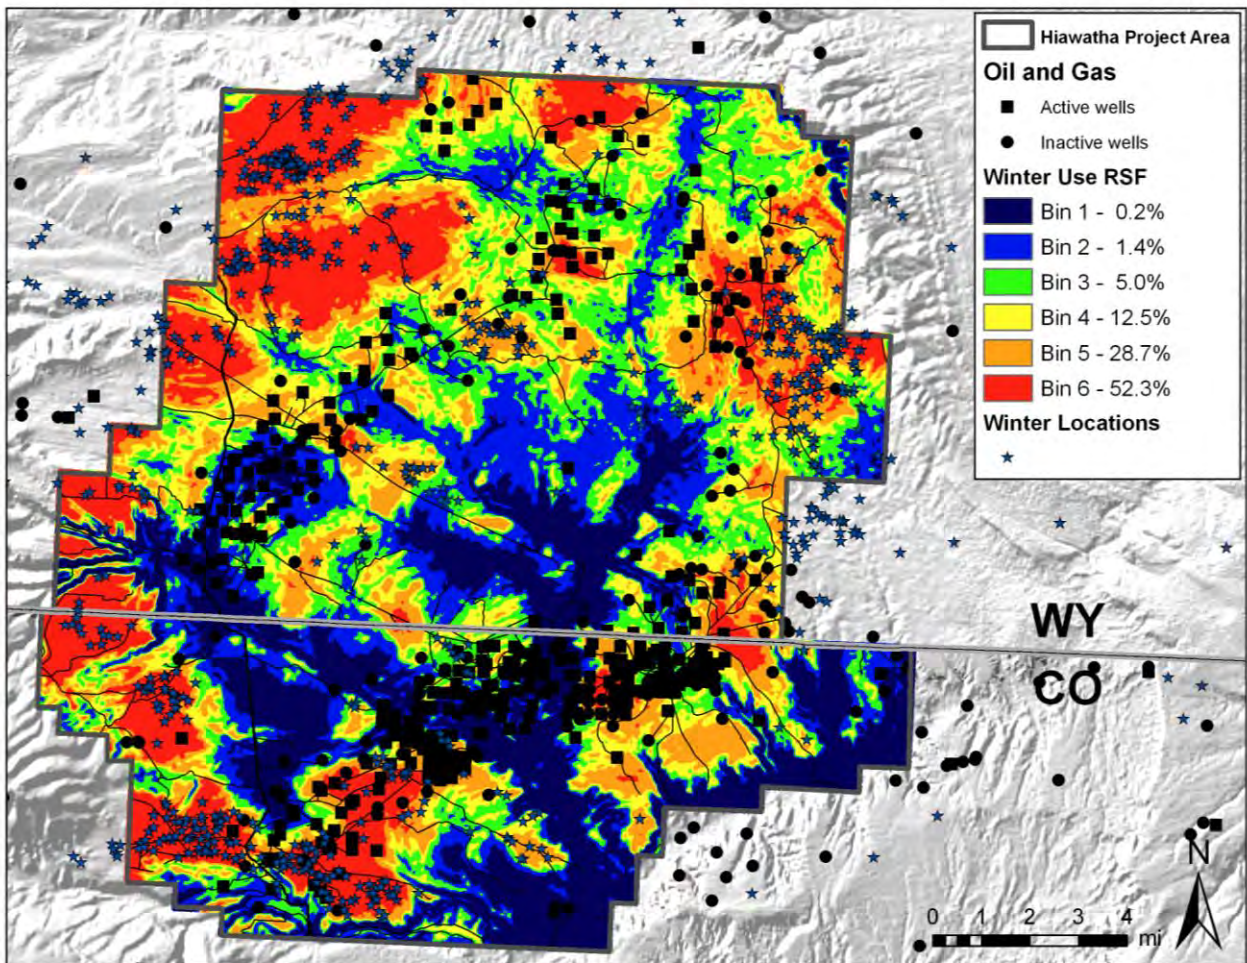 Hiawatha Project Area
Oil and Gas
Active wells
Inactive wells
Winter Use RSF
Bin 1 - 0.2%
Bin 2 - 1.4%
Bin 3 - 5.0%
Bin 4 - 12.5%
Bin 5 - 28.7%
Bin 6 - 52.3%
Winter Locations
WY
CO
N
0 1 2 3 4
mi